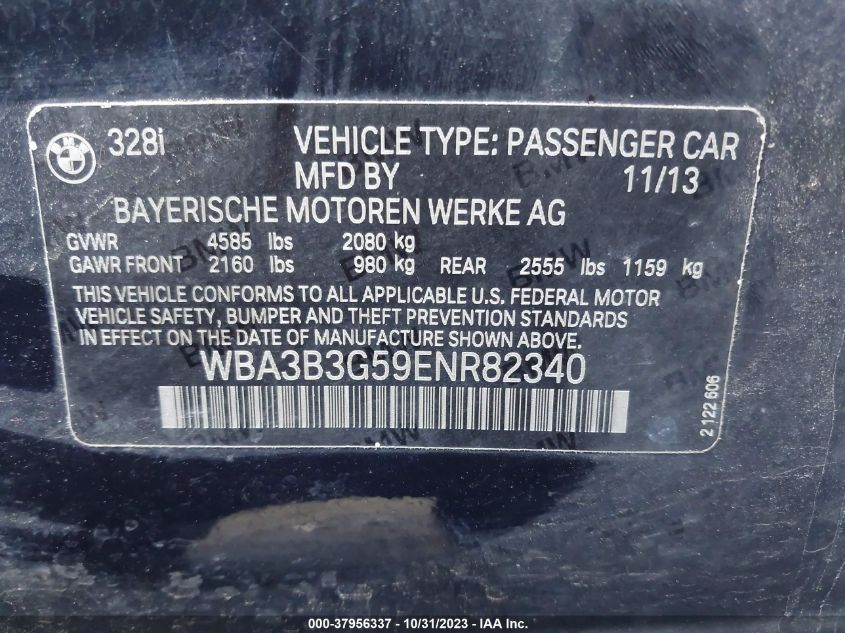 328i VEHICLE TYPE: PASSENGER CAR
MFD BY 11/13
BAYERISCHE MOTOREN WERKE AG
GVWR 4585 lbs 2080 kg
GAWR FRONT 2160 lbs 980 kg REAR 2555 lbs 1159 kg
THIS VEHICLE CONFORMS TO ALL APPLICABLE U.S. FEDERAL MOTOR
VEHICLE SAFETY, BUMPER AND THEFT PREVENTION STANDARDS
IN EFFECT ON THE DATE OF MANUFACTURE SHOWN ABOVE.
WBA3B3G59ENR82340
2 122 606
000-37956337 - 10/31/2023 - IAA Inc.